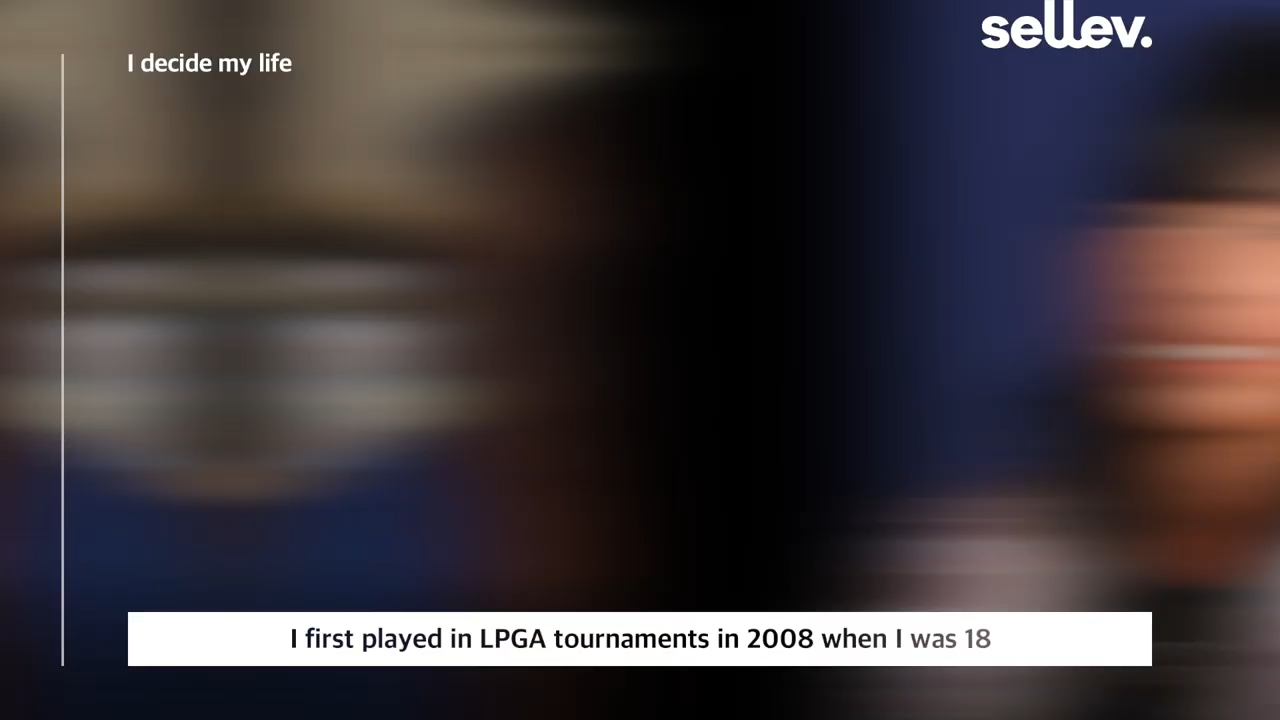 sellev.
I decide my life
I first played in LPGA tournaments in 2008 when I was 18